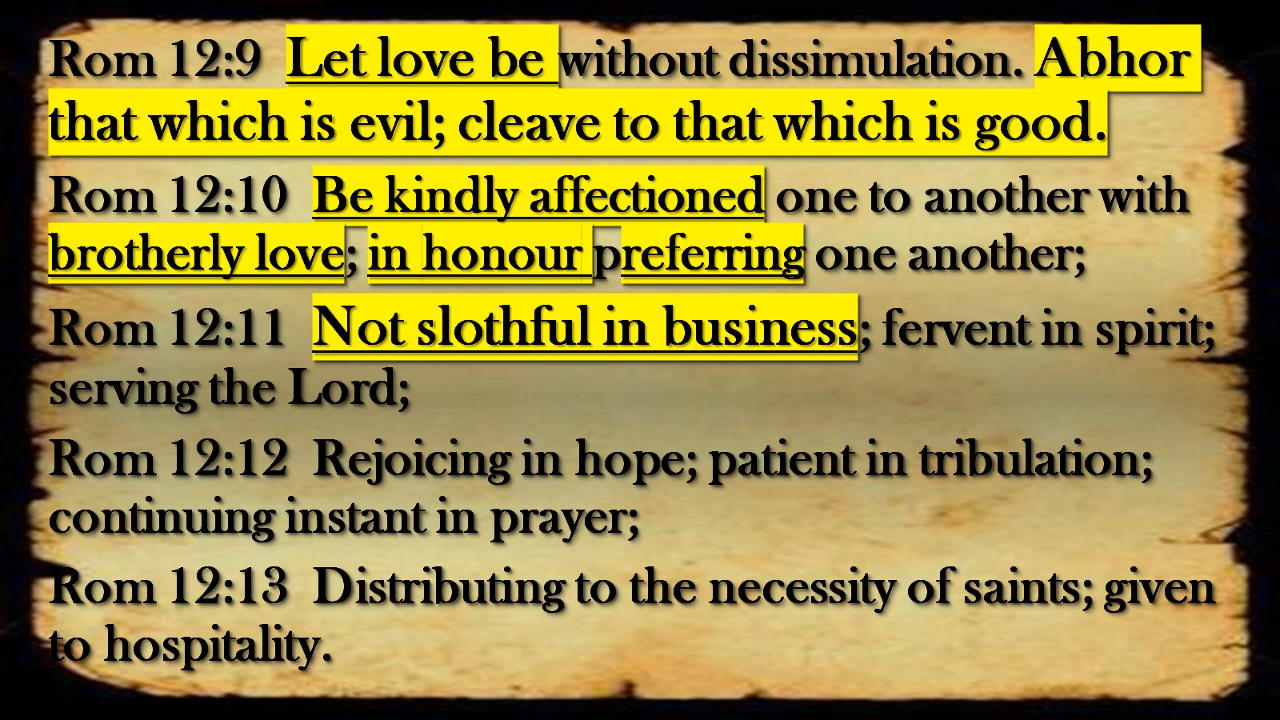 Rom 12:9  Let love be without dissimulation. Abhor
that which is evil; cleave to that which is good.
Rom 12:10  Be kindly affectioned one to another with
brotherly love; in honour preferring one another;
Rom 12:11  Not slothful in business; fervent in spirit;
serving the Lord;
Rom 12:12  Rejoicing in hope; patient in tribulation;
continuing instant in prayer;
Rom 12:13  Distributing to the necessity of saints; given
to hospitality.